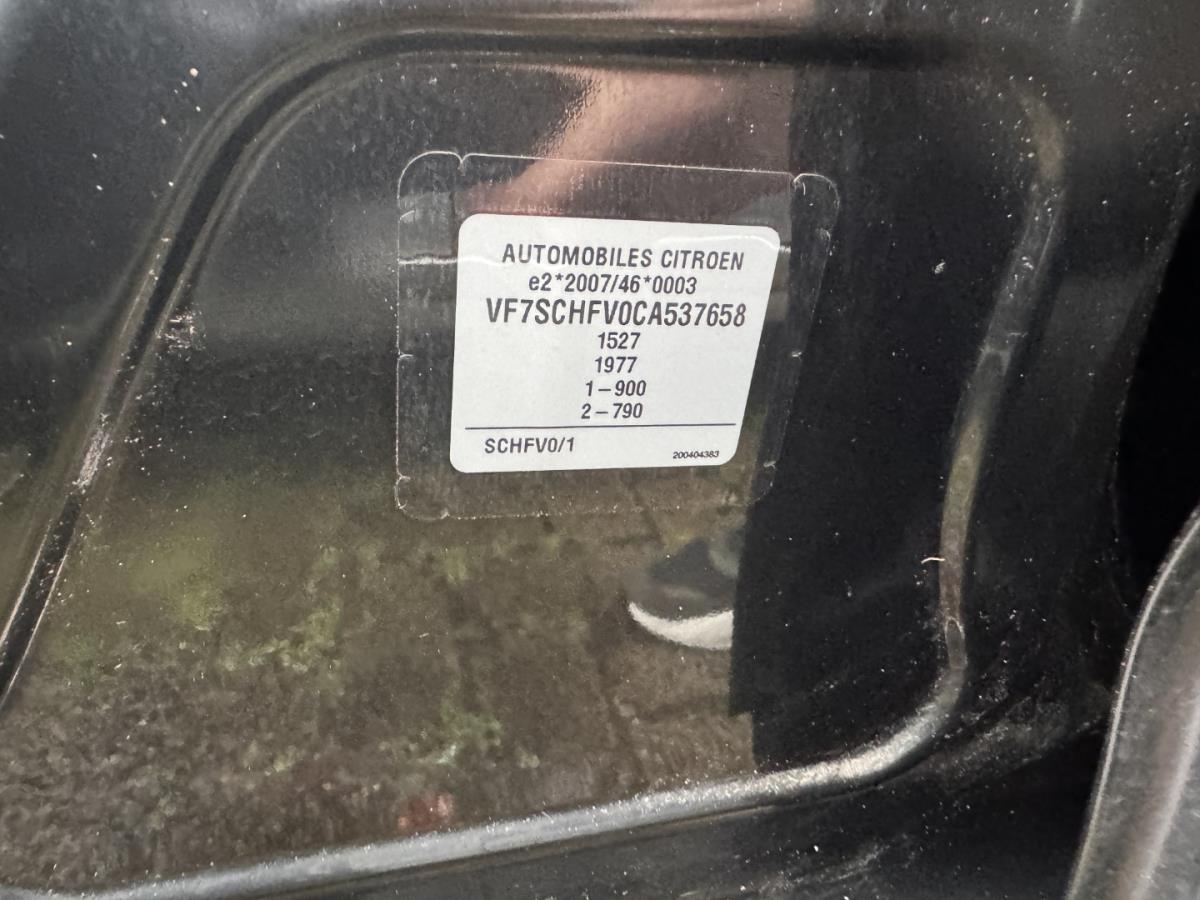 AUTOMOBILES CITROEN
e2*2007/46*0003
VF7SCHFV0CA537658
1527
1977
1-900
2-790
SCHFV0/1
200404383